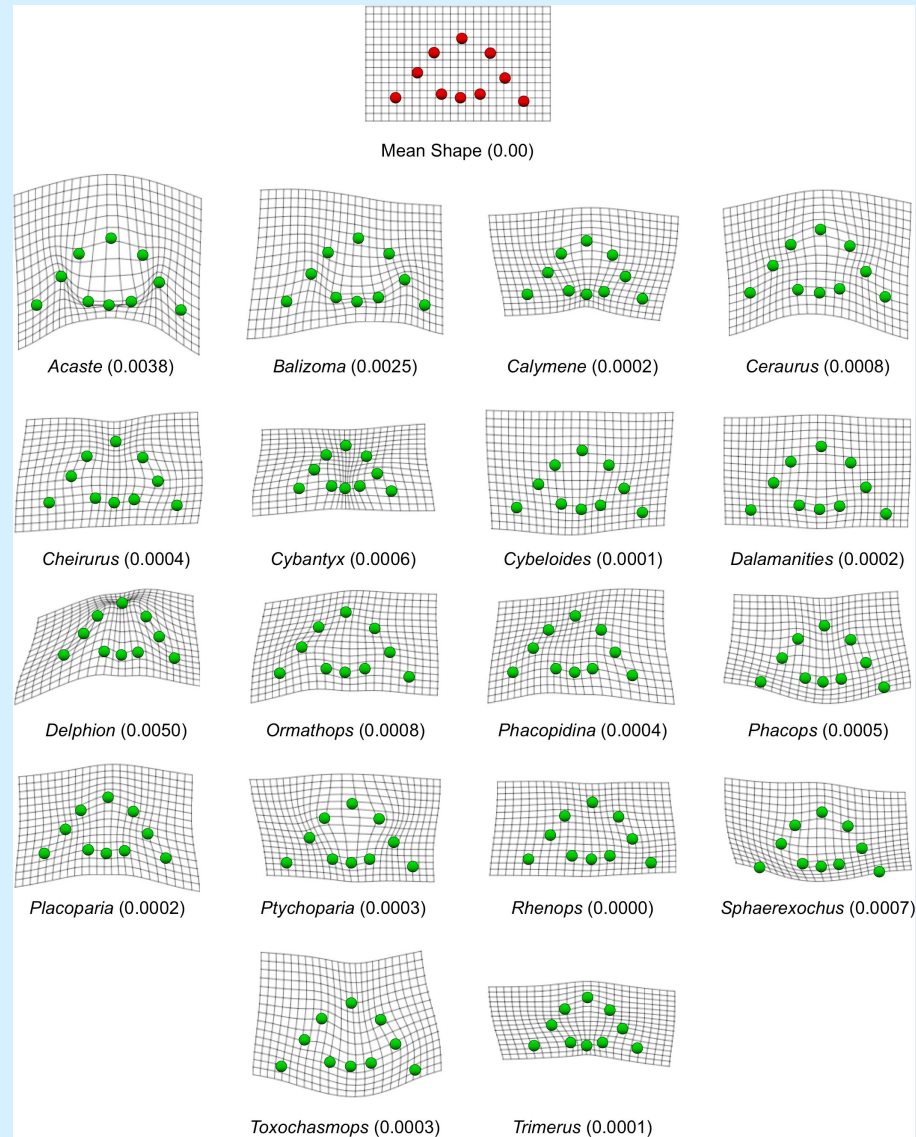 Mean Shape (0.00)
Acaste (0.0038) Balizoma (0.0025) Calymene (0.0002) Ceraurus (0.0008)
Cheirurus (0.0004) Cybantyx (0.0006) Cybeloides (0.0001) Dalamanities (0.0002)
Delphion (0.0050) Ormathops (0.0008) Phacopidina (0.0004) Phacops (0.0005)
Placoparia (0.0002) Ptychoparia (0.0003) Rhenops (0.0000) Sphaerexochus (0.0007)
Toxochasmops (0.0003) Trimerus (0.0001)